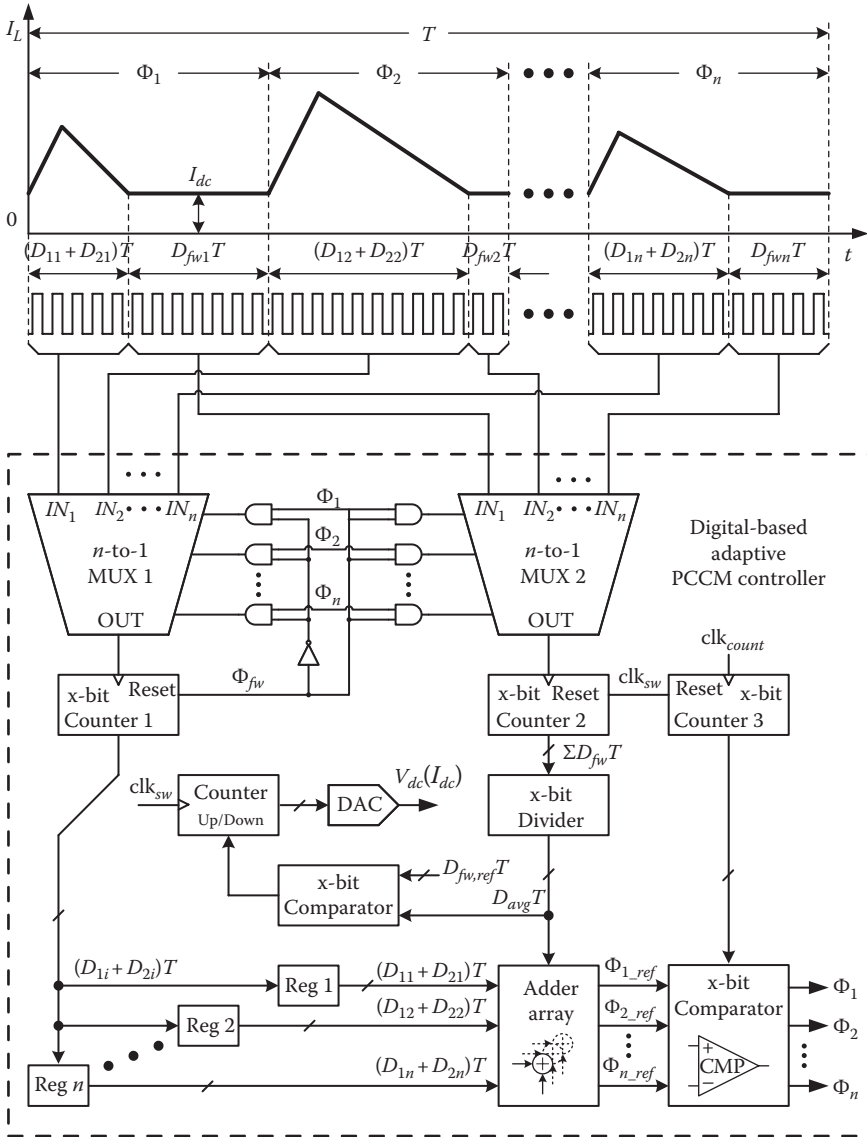 I_L
T
Φ_1 Φ_2 Φ_n
I_dc
0
(D_11 + D_21)T D_fw1T (D_12 + D_22)T D_fw2T (D_1n + D_2n)T D_fwnT t
IN_1 IN_2 IN_n Φ_1 IN_1 IN_2 IN_n
n-to-1 MUX 1
Φ_2
n-to-1 MUX 2
Digital-based adaptive PCCM controller
Φ_n
OUT OUT
clk_count
x-bit Reset Counter 1
Φ_fw
x-bit Reset Counter 2
clk_sw
Reset x-bit Counter 3
ΣD_fwT
clk_sw
Counter Up/Down
DAC
V_dc(I_dc)
x-bit Divider
x-bit Comparator
D_fw,refT
D_avgT
(D_1i + D_2i)T
Reg 1
(D_11 + D_21)T
Adder array
Φ_1_ref
x-bit Comparator
Φ_1
Reg 2
(D_12 + D_22)T
Φ_2_ref
Φ_2
+
+
CMP
−
Reg n
(D_1n + D_2n)T
Φ_n_ref
Φ_n